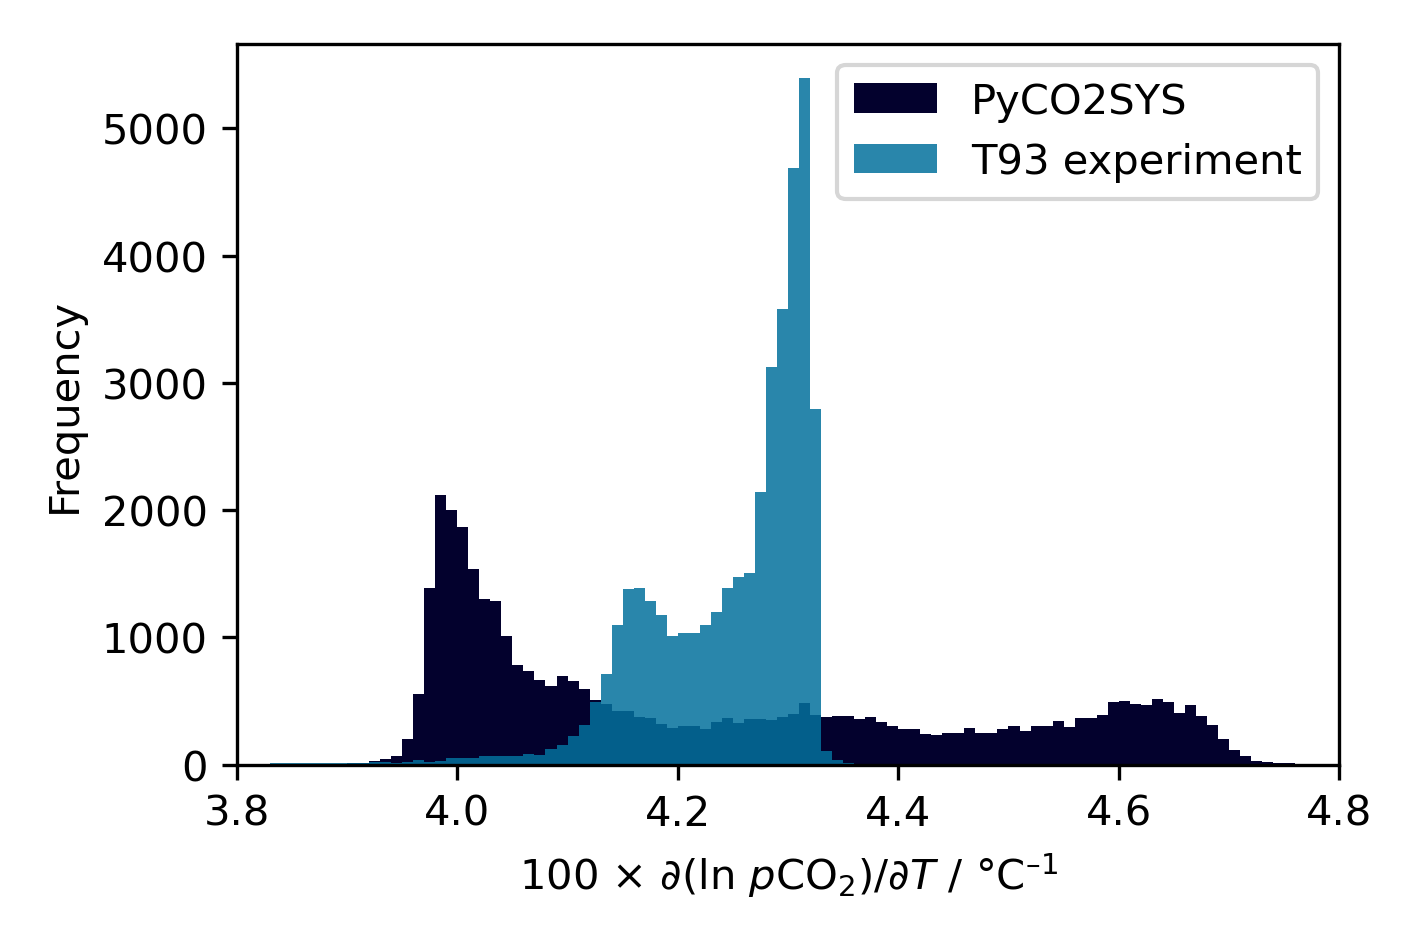 PyCO2SYS
T93 experiment
5000
4000
3000
2000
1000
0
Frequency
3.8 4.0 4.2 4.4 4.6 4.8
100 × ∂(ln pCO₂)/∂T / °C⁻¹